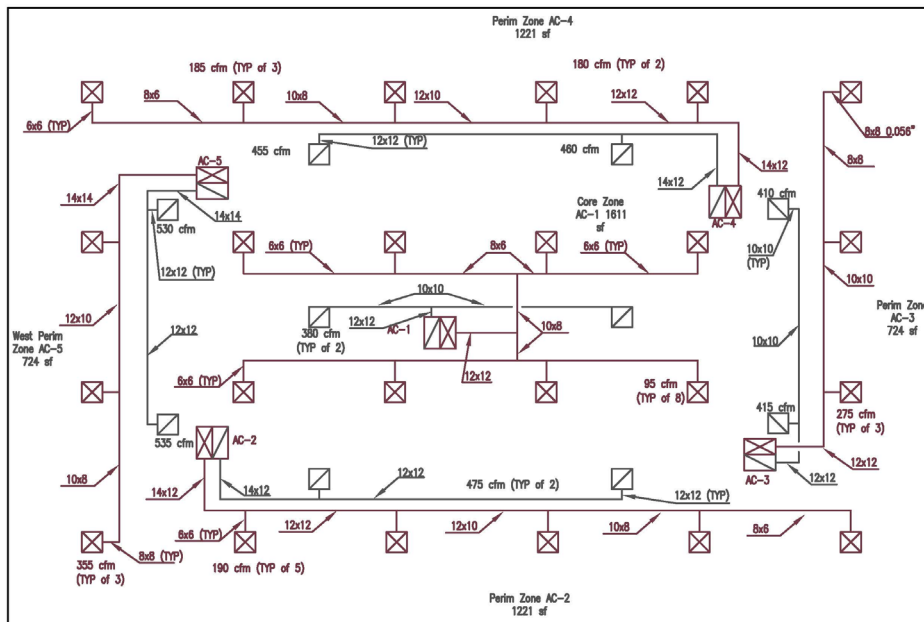 Perim Zone AC-4
1221 sf
185 cfm (TYP of 3)
180 cfm (TYP of 2)
8x6
10x8
12x10
12x12
6x6 (TYP)
8x8 0.056"
12x12 (TYP)
455 cfm
460 cfm
8x8
AC-5
14x12
14x12
14x14
14x14
410 cfm
Core Zone
AC-1 1611
sf
AC-4
530 cfm
6x6 (TYP)
8x6
6x6 (TYP)
10x10
(TYP)
12x12 (TYP)
10x10
10x10
West Perim
Zone AC-5
724 sf
12x10
12x12
380 cfm
(TYP of 2)
12x12
AC-1
10x8
Perim Zone
AC-3
724 sf
10x10
6x6 (TYP)
12x12
95 cfm
(TYP of 8)
415 cfm
275 cfm
(TYP of 3)
535 cfm
AC-2
12x12
10x8
14x12
14x12
12x12
475 cfm (TYP of 2)
12x12 (TYP)
AC-3
12x12
6x6 (TYP)
12x12
12x10
10x8
8x6
8x8 (TYP)
355 cfm
(TYP of 3)
190 cfm (TYP of 5)
Perim Zone AC-2
1221 sf